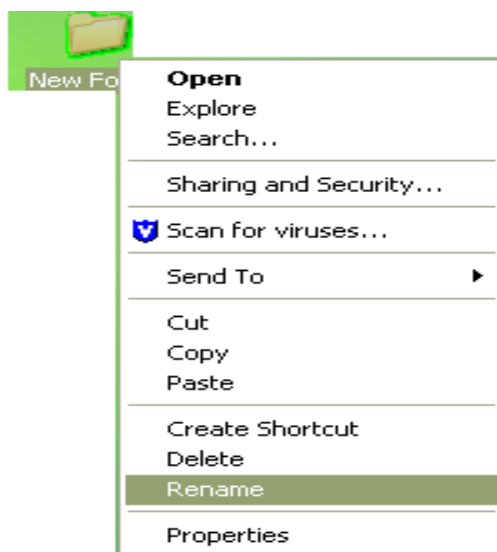 New Fo
Open
Explore
Search...
Sharing and Security...
Scan for viruses...
Send To
Cut
Copy
Paste
Create Shortcut
Delete
Rename
Properties